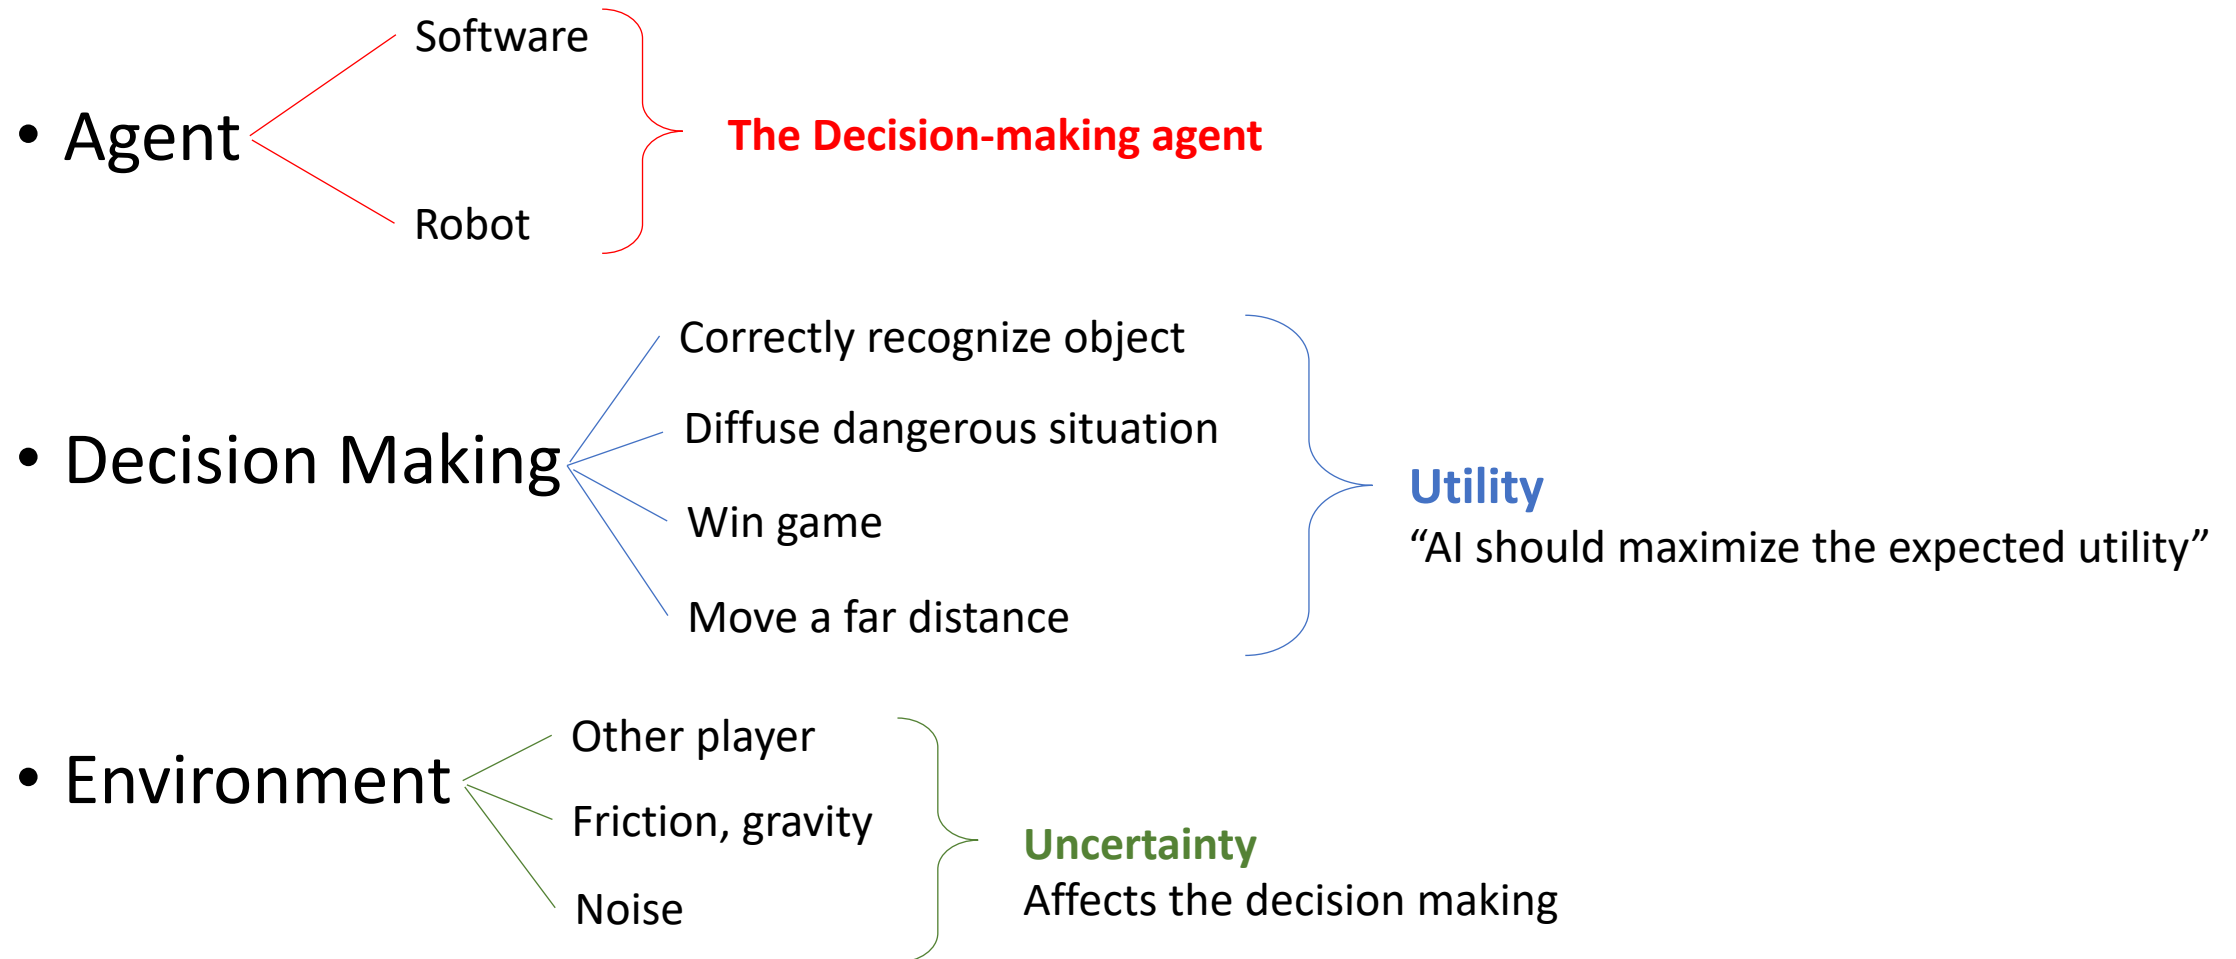 Software
• Agent
The Decision-making agent
Robot
Correctly recognize object
Diffuse dangerous situation
• Decision Making
Utility
Win game
“AI should maximize the expected utility”
Move a far distance
Other player
• Environment
Friction, gravity
Uncertainty
Noise
Affects the decision making